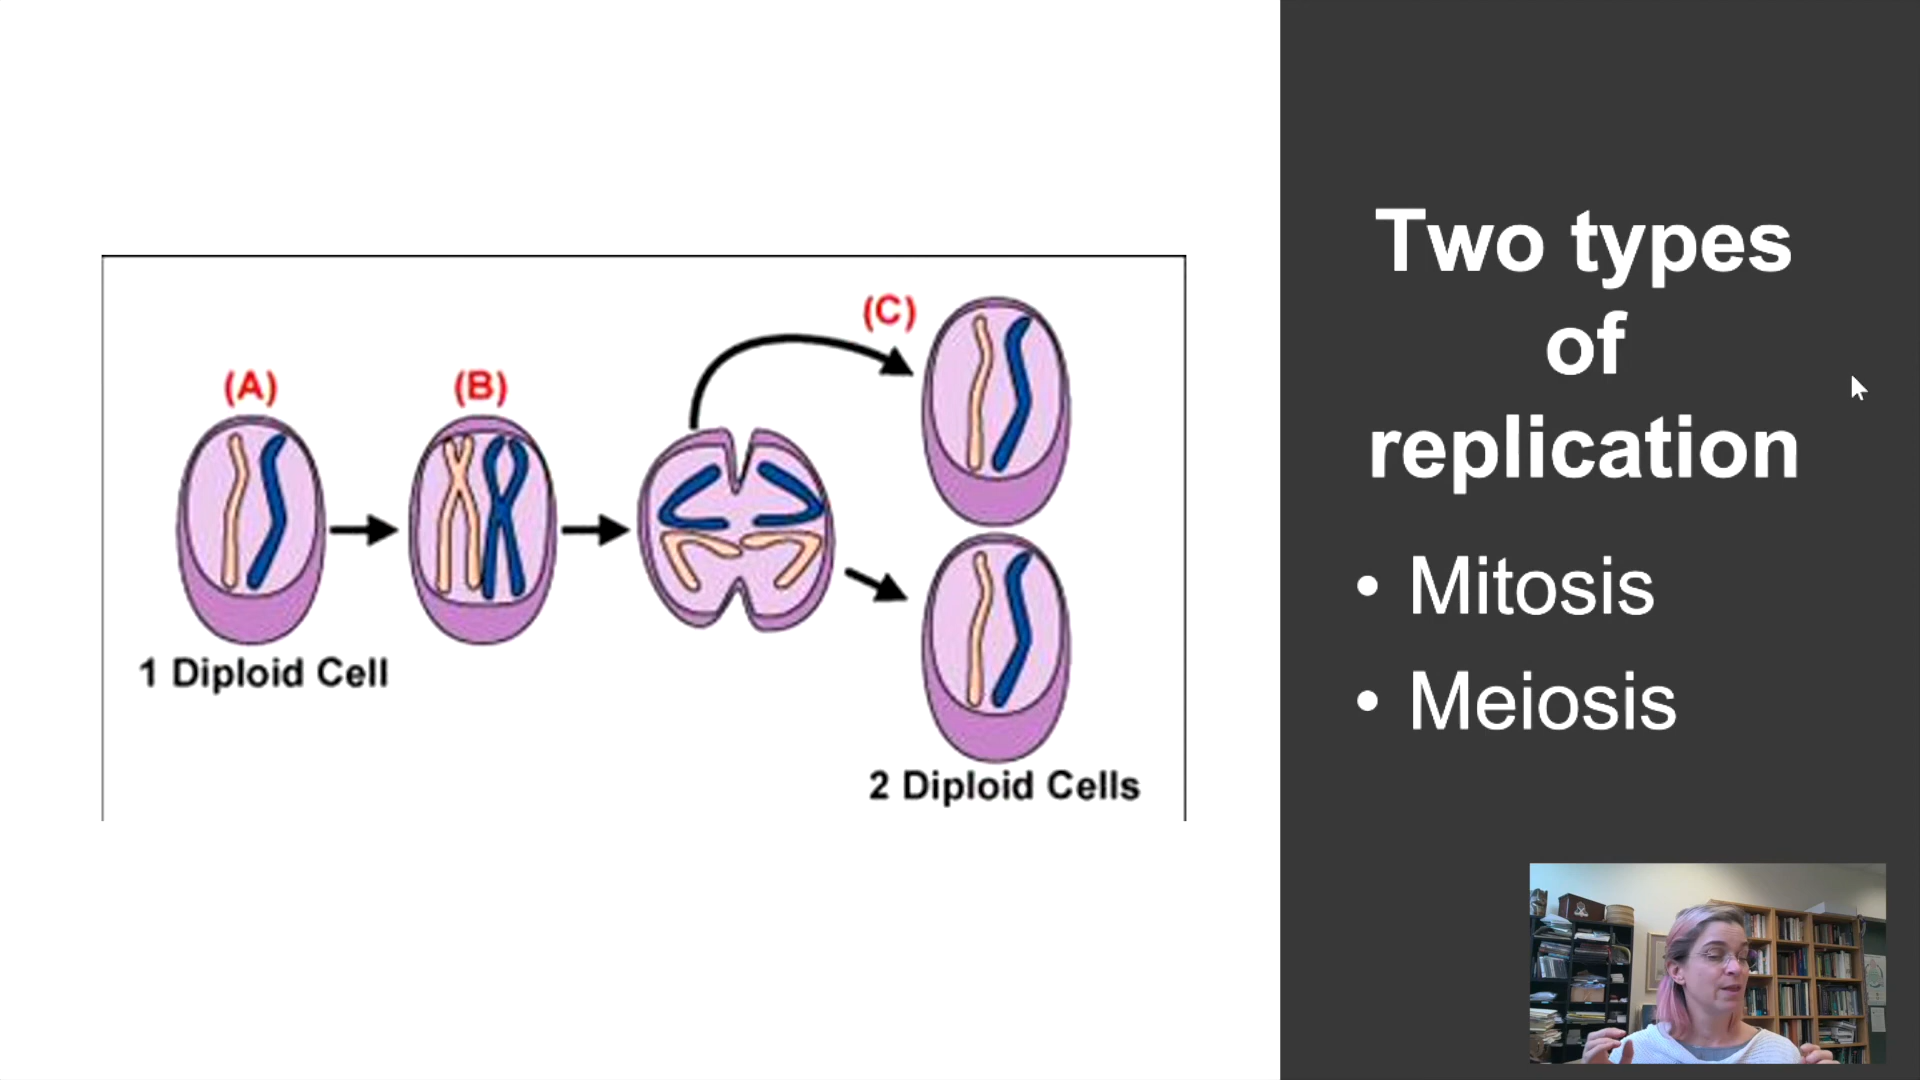 (A)
(B)
(C)
1 Diploid Cell
2 Diploid Cells
Two types
of
replication
• Mitosis
• Meiosis